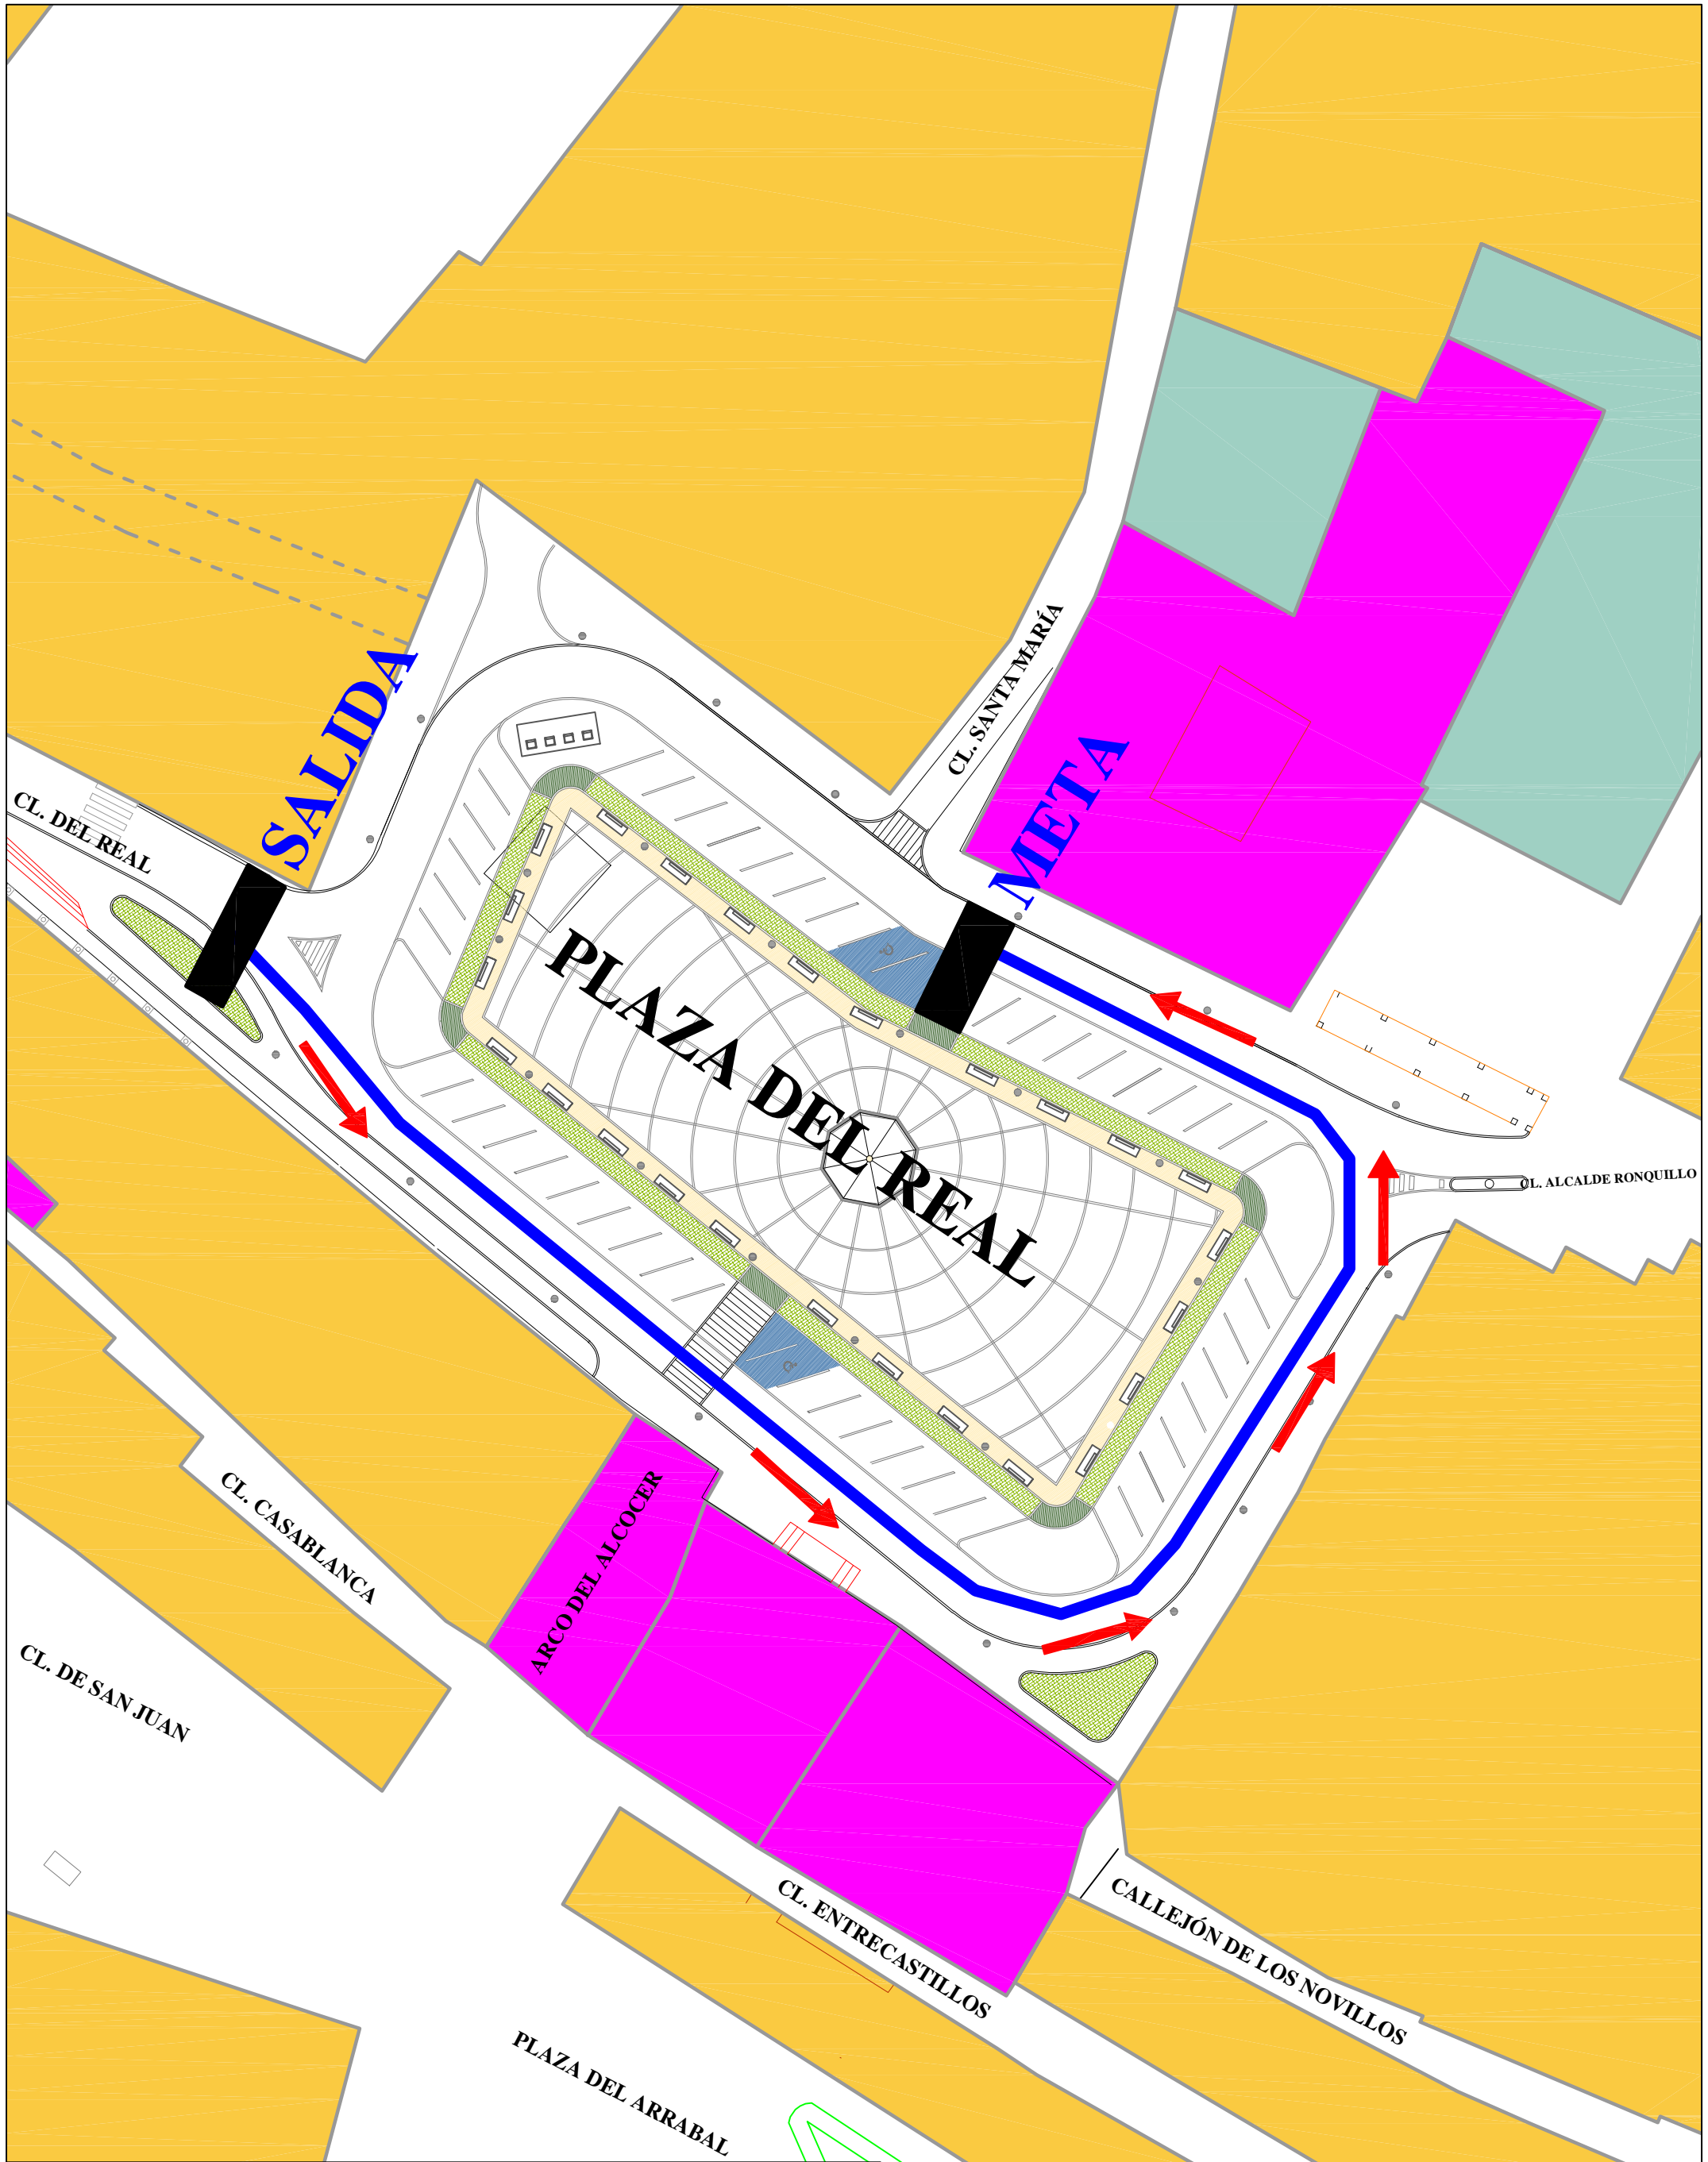 CL. SANTA MARÍA
SALIDA
META
CL. DEL REAL
PLAZA DEL REAL
CL. ALCALDE RONQUILLO
ARCO DEL ALCOCER
CL. CASABLANCA
CL. DE SAN JUAN
CL. ENTRECASTILLOS
CALLEJÓN DE LOS NOVILLOS
PLAZA DEL ARRABAL